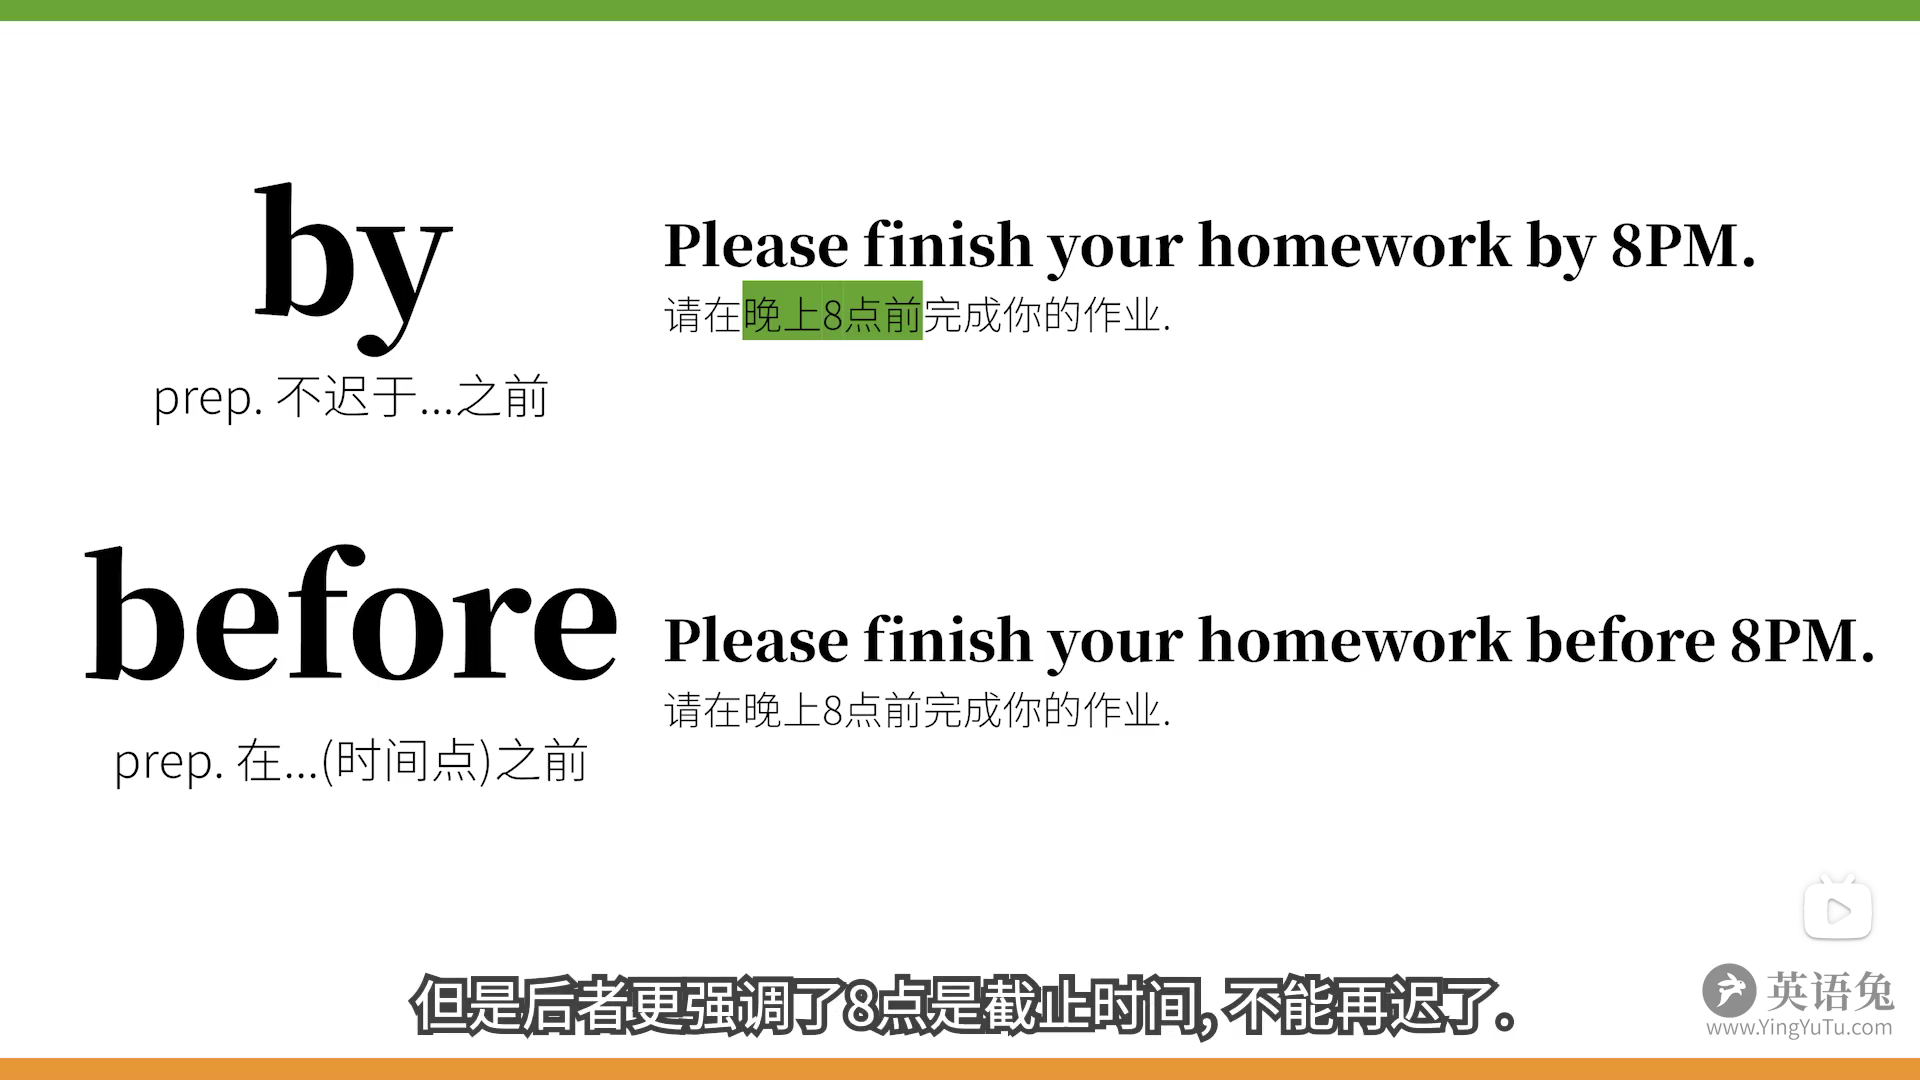 by
prep. 不迟于...之前
Please finish your homework by 8PM.
请在晚上8点前完成你的作业.
before
prep. 在...(时间点)之前
Please finish your homework before 8PM.
请在晚上8点前完成你的作业.
但是后者更强调了8点是截止时间, 不能再迟了。
英语兔
www.YingYuTu.com